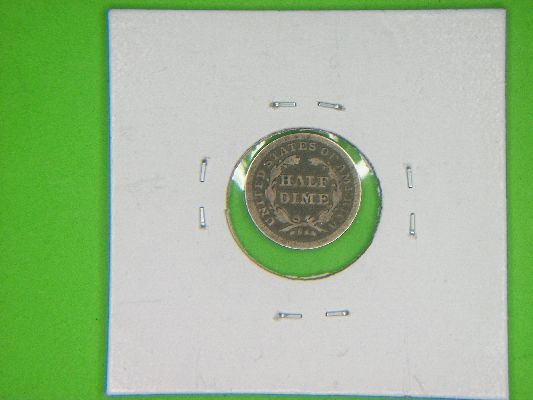 UNITED STATES OF AMERICA
HALF
DIME